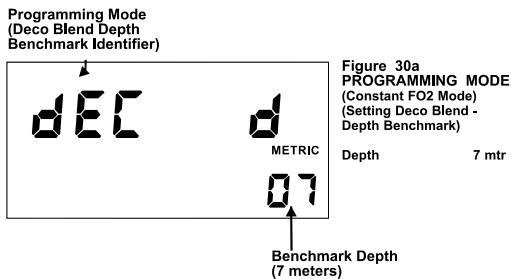 Programming Mode
(Deco Blend Depth
Benchmark Identifier)
dEC d
METRIC
07
Figure 30a
PROGRAMMING MODE
(Constant FO2 Mode)
(Setting Deco Blend -
Depth Benchmark)
Depth 7 mtr
Benchmark Depth
(7 meters)